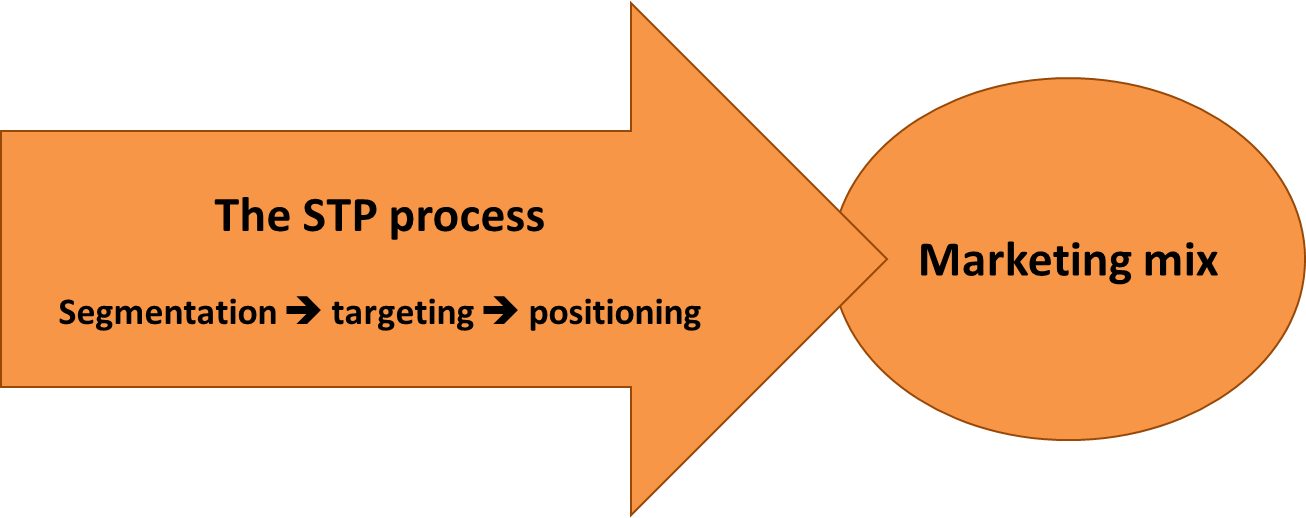 The STP process
Segmentation 🡺 targeting 🡺 positioning
Marketing mix